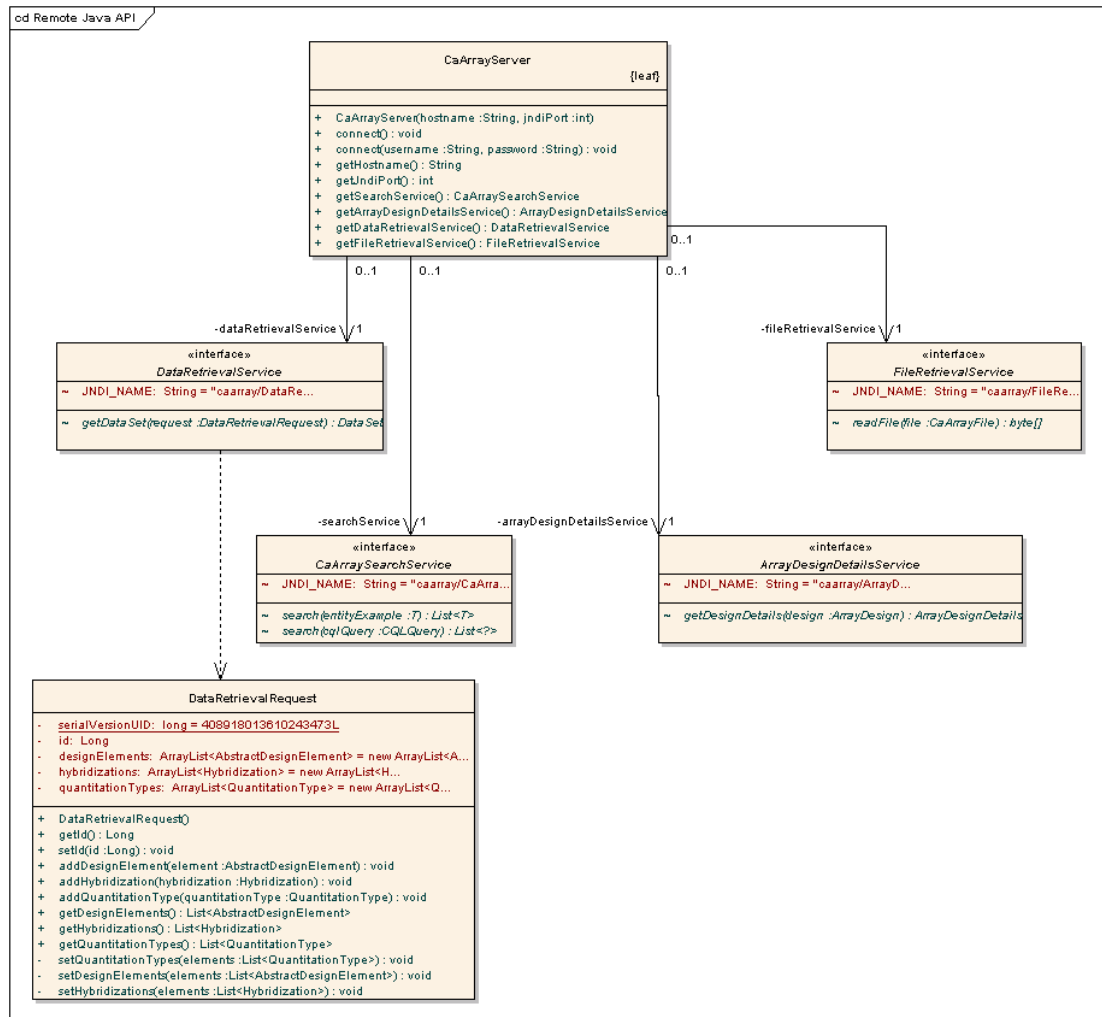 cd Remote Java API
CaArrayServer
{leaf}
+ CaArrayServer(hostname :String, jndiPort :int)
+ connect() : void
+ connect(username :String, password :String) : void
+ getHostname() : String
+ getJndiPort() : int
+ getSearchService() : CaArraySearchService
+ getArrayDesignDetailsService() : ArrayDesignDetailsService
+ getDataRetrievalService() : DataRetrievalService
+ getFileRetrievalService() : FileRetrievalService
0..1
0..1
0..1
0..1
-dataRetrievalService
1
-fileRetrievalService
1
«interface»
DataRetrievalService
~ JNDI_NAME: String = "caarray/DataRe...
~ getDataSet(request :DataRetrievalRequest) : DataSet
«interface»
FileRetrievalService
~ JNDI_NAME: String = "caarray/FileRe...
~ readFile(file :CaArrayFile) : byte[]
-searchService
1
-arrayDesignDetailsService
1
«interface»
CaArraySearchService
~ JNDI_NAME: String = "caarray/CaArra...
~ search(entityExample :T) : List<T>
~ search(cqlQuery :CQLQuery) : List<?>
«interface»
ArrayDesignDetailsService
~ JNDI_NAME: String = "caarray/ArrayD...
~ getDesignDetails(design :ArrayDesign) : ArrayDesignDetails
DataRetrievalRequest
- serialVersionUID: long = 408918013610243473L
- id: Long
- designElements: ArrayList<AbstractDesignElement> = new ArrayList<A...
- hybridizations: ArrayList<Hybridization> = new ArrayList<H...
- quantitationTypes: ArrayList<QuantitationType> = new ArrayList<Q...
+ DataRetrievalRequest()
+ getId() : Long
+ setId(id :Long) : void
+ addDesignElement(element :AbstractDesignElement) : void
+ addHybridization(hybridization :Hybridization) : void
+ addQuantitationType(quantitationType :QuantitationType) : void
+ getDesignElements() : List<AbstractDesignElement>
+ getHybridizations() : List<Hybridization>
+ getQuantitationTypes() : List<QuantitationType>
- setQuantitationTypes(elements :List<QuantitationType>) : void
- setDesignElements(elements :List<AbstractDesignElement>) : void
- setHybridizations(elements :List<Hybridization>) : void